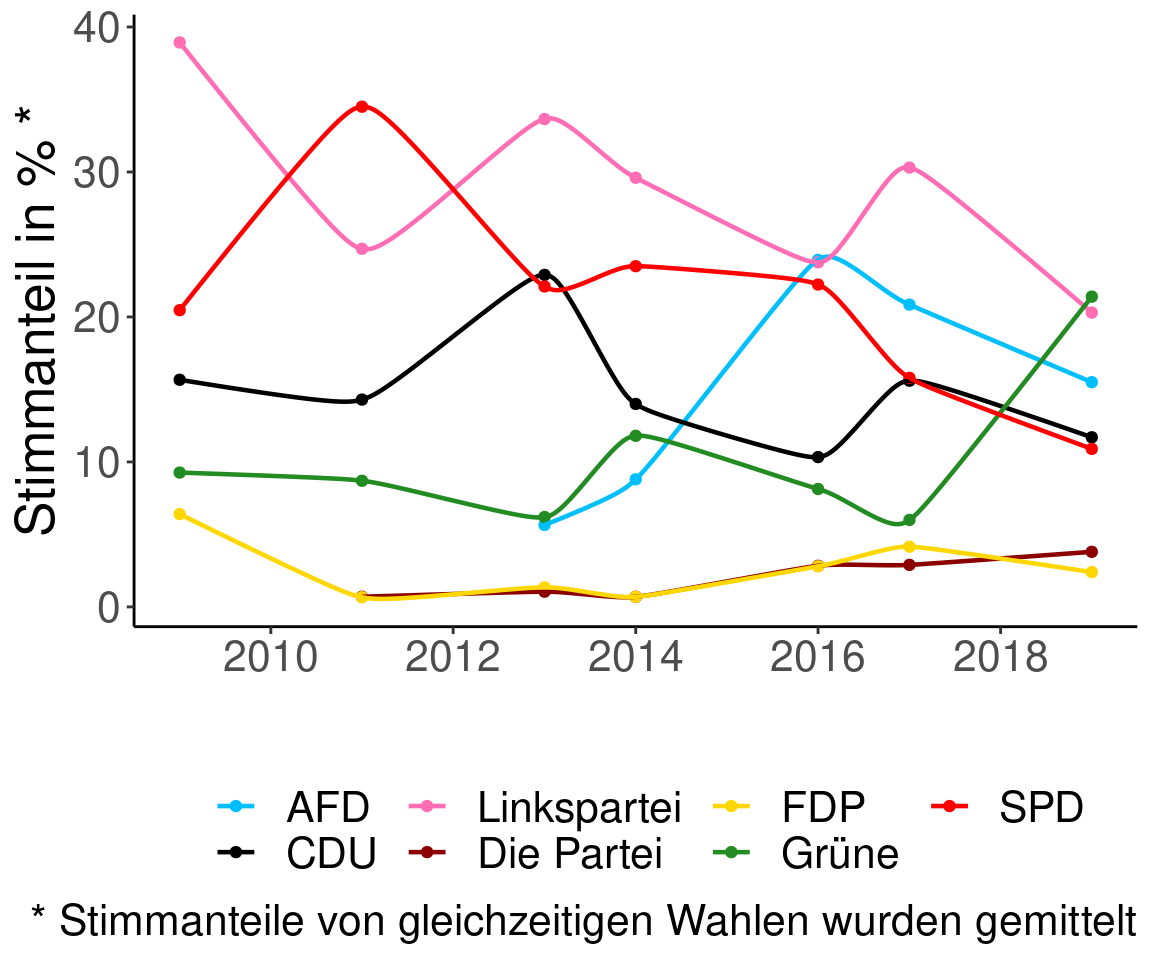 Stimmanteil in % *
40
30
20
10
0
2010 2012 2014 2016 2018
AFD Linkspartei FDP SPD
CDU Die Partei Grüne
* Stimmanteile von gleichzeitigen Wahlen wurden gemittelt